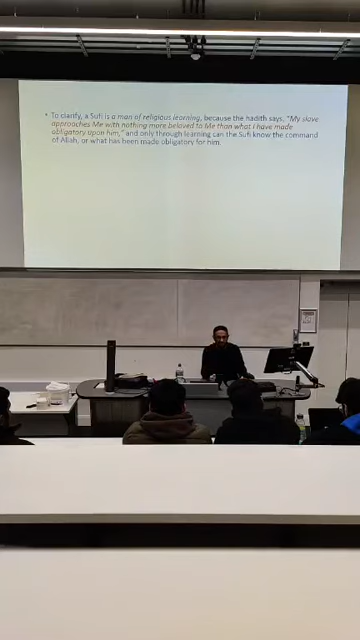 • To clarify, a Sufi is a man of religious learning, because the hadith says, "My slave
approaches Me with nothing more beloved to Me than what I have made
obligatory upon him," and only through learning can the Sufi know the command
of Allah, or what has been made obligatory for him.